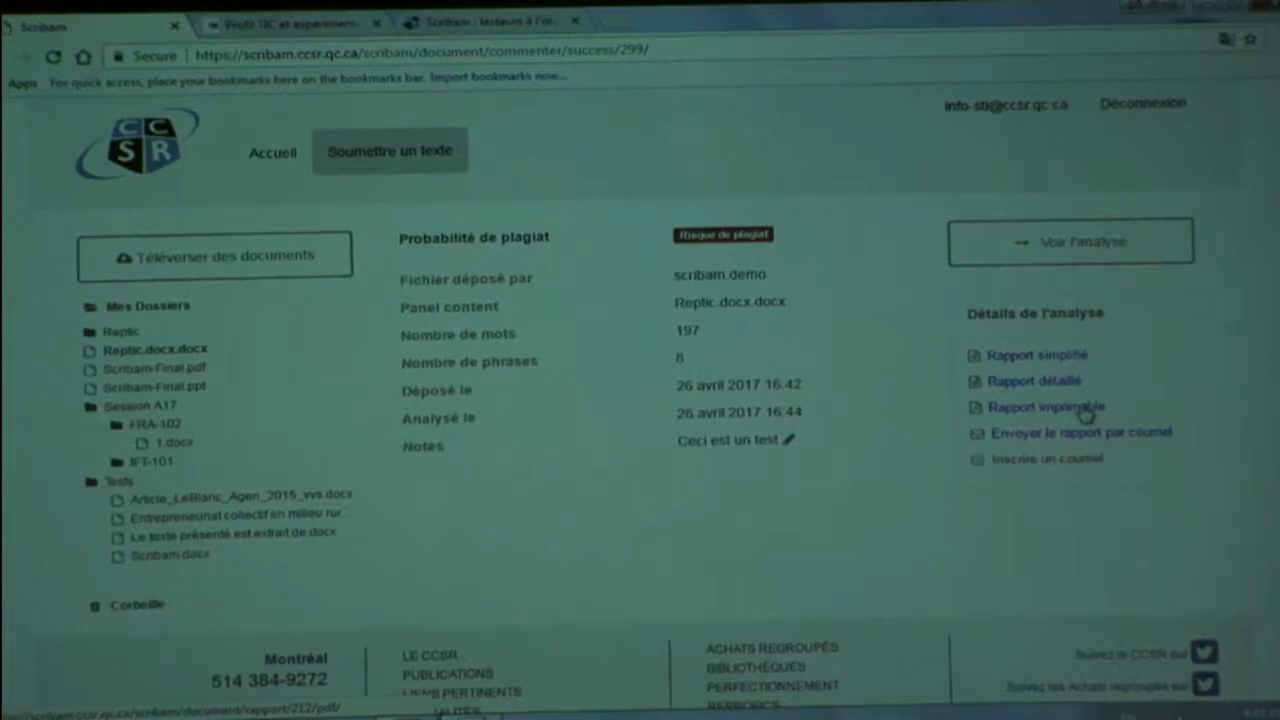 Scribam
Profil TIC et expériment
Scribam : testeurs à l'or
Secure | https://scribam.ccsr.qc.ca/scribam/document/commenter/success/299/
Apps For quick access, place your bookmarks here on the bookmarks bar. Import bookmarks now...
info-sti@ccsr.qc.ca Déconnexion
CCSR
Accueil Soumettre un texte
Téléverser des documents
Mes Dossiers
Reptic
Reptic.docx.docx
Scribam-Final.pdf
Scribam-Final.ppt
Session A17
FRA-102
1.docx
IFT-101
Tests
Article_LeBlanc_Agen_2015_vvs.docx
Entrepreneuriat collectif en milieu rur...
Le texte présenté est extrait de.docx
Scribam.docx
Corbeille
Probabilité de plagiat Risque de plagiat
Fichier déposé par scribam.demo
Panel content Reptic.docx.docx
Nombre de mots 197
Nombre de phrases 8
Déposé le 26 avril 2017 16:42
Analysé le 26 avril 2017 16:44
Notes Ceci est un test
→ Voir l'analyse
Détails de l'analyse
Rapport simplifié
Rapport détaillé
Rapport imprimable
Envoyer le rapport par courriel
Inscrire un courriel
Montréal
514 384-9272
LE CCSR
PUBLICATIONS
LIENS PERTINENTS
ACHATS REGROUPÉS
BIBLIOTHÈQUES
PERFECTIONNEMENT
Suivez le CCSR sur
Suivez les Achats regroupés sur
scribam.ccsr.qc.ca/scribam/document/rapport/212/pdf/